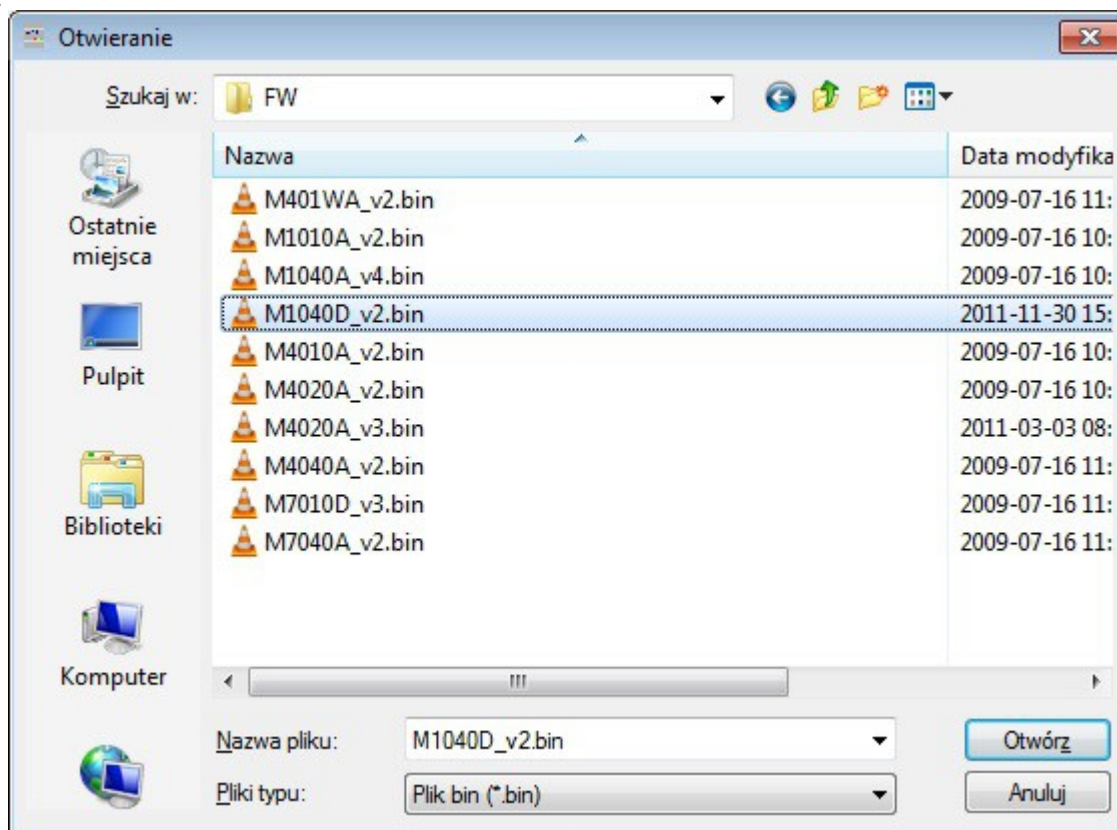 Otwieranie
Szukaj w: FW
Nazwa Data modyfika
M401WA_v2.bin 2009-07-16 11:
M1010A_v2.bin 2009-07-16 10:
M1040A_v4.bin 2009-07-16 10:
M1040D_v2.bin 2011-11-30 15:
M4010A_v2.bin 2009-07-16 10:
M4020A_v2.bin 2009-07-16 10:
M4020A_v3.bin 2011-03-03 08:
M4040A_v2.bin 2009-07-16 11:
M7010D_v3.bin 2009-07-16 11:
M7040A_v2.bin 2009-07-16 11:
Ostatnie
miejsca
Pulpit
Biblioteki
Komputer
Nazwa pliku: M1040D_v2.bin Otwórz
Pliki typu: Plik bin (*.bin) Anuluj